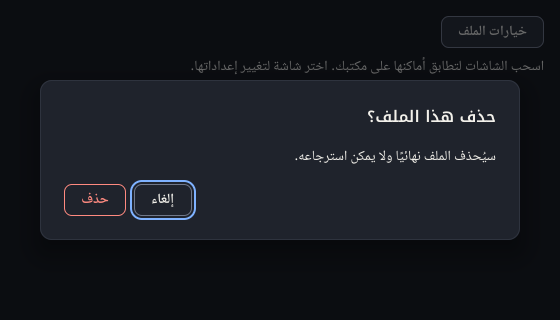 خيارات الملف
اسحب الشاشات لتطابق أماكنها على مكتبك. اختر شاشة لتغيير إعداداتها.
حذف هذا الملف؟
سيُحذف الملف نهائيًا ولا يمكن استرجاعه.
إلغاء
حذف